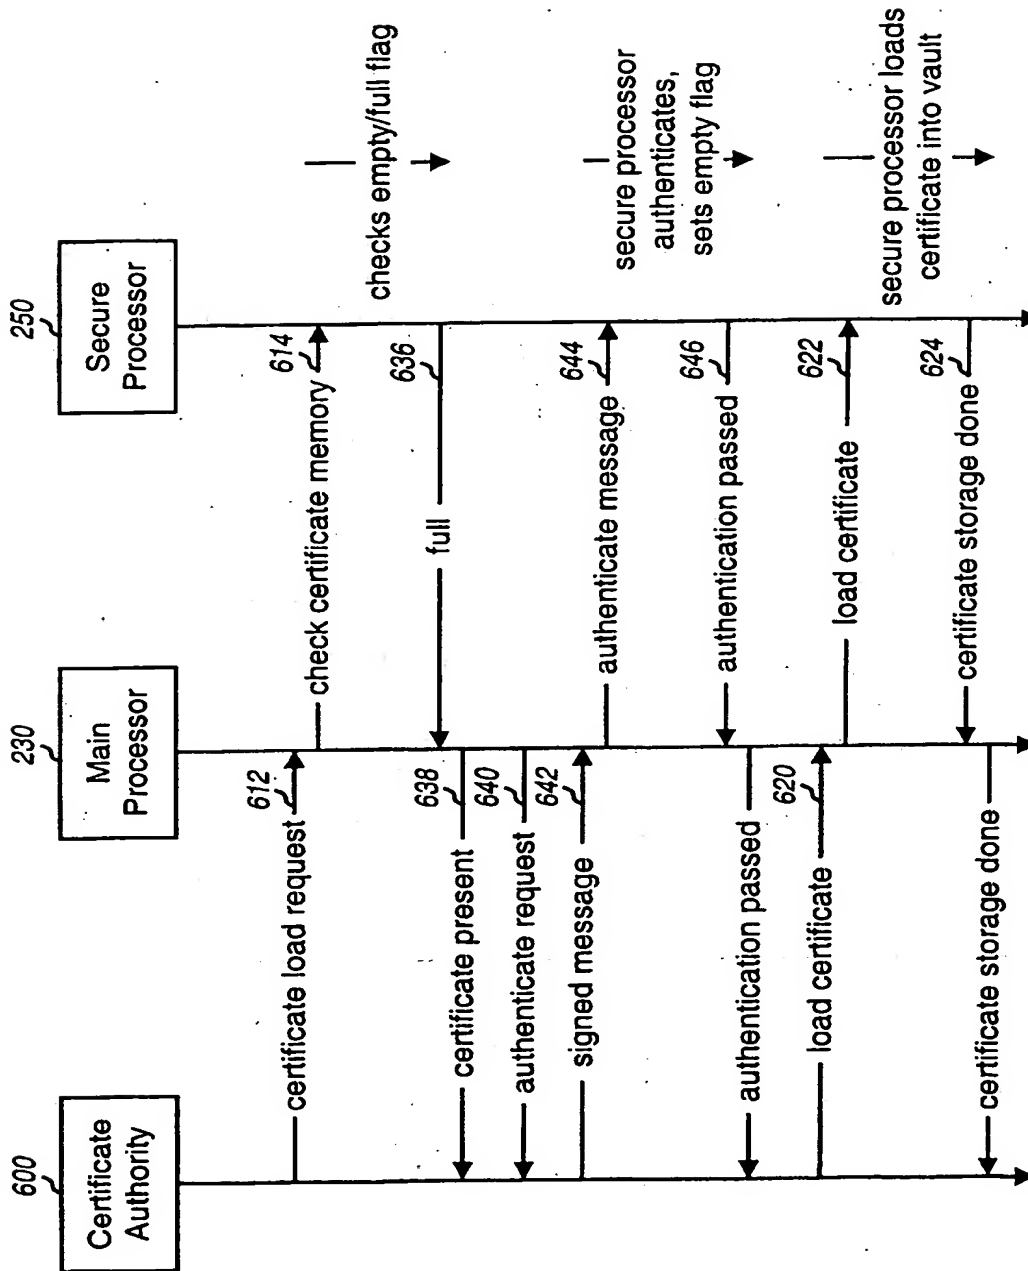 600
Certificate
Authority
230
Main
Processor
250
Secure
Processor
certificate load request
612
check certificate memory
614
checks empty/full flag
full
636
certificate present
638
authenticate request
640
signed message
642
authenticate message
644
secure processor
authenticates,
sets empty flag
authentication passed
646
authentication passed
load certificate
620
load certificate
622
secure processor loads
certificate into vault
certificate storage done
624
certificate storage done